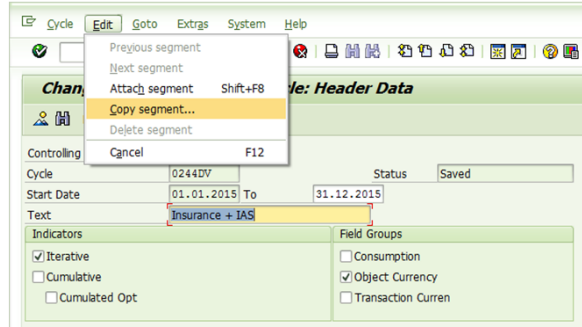 Cycle Edit Goto Extras System Help
Previous segment
Next segment
Attach segment Shift+F8
Copy segment...
Delete segment
Cancel F12
Chan le: Header Data
Controlling
Cycle 0244DV Status Saved
Start Date 01.01.2015 To 31.12.2015
Text Insurance + IAS
Indicators Field Groups
Iterative Consumption
Cumulative Object Currency
Cumulated Opt Transaction Curren